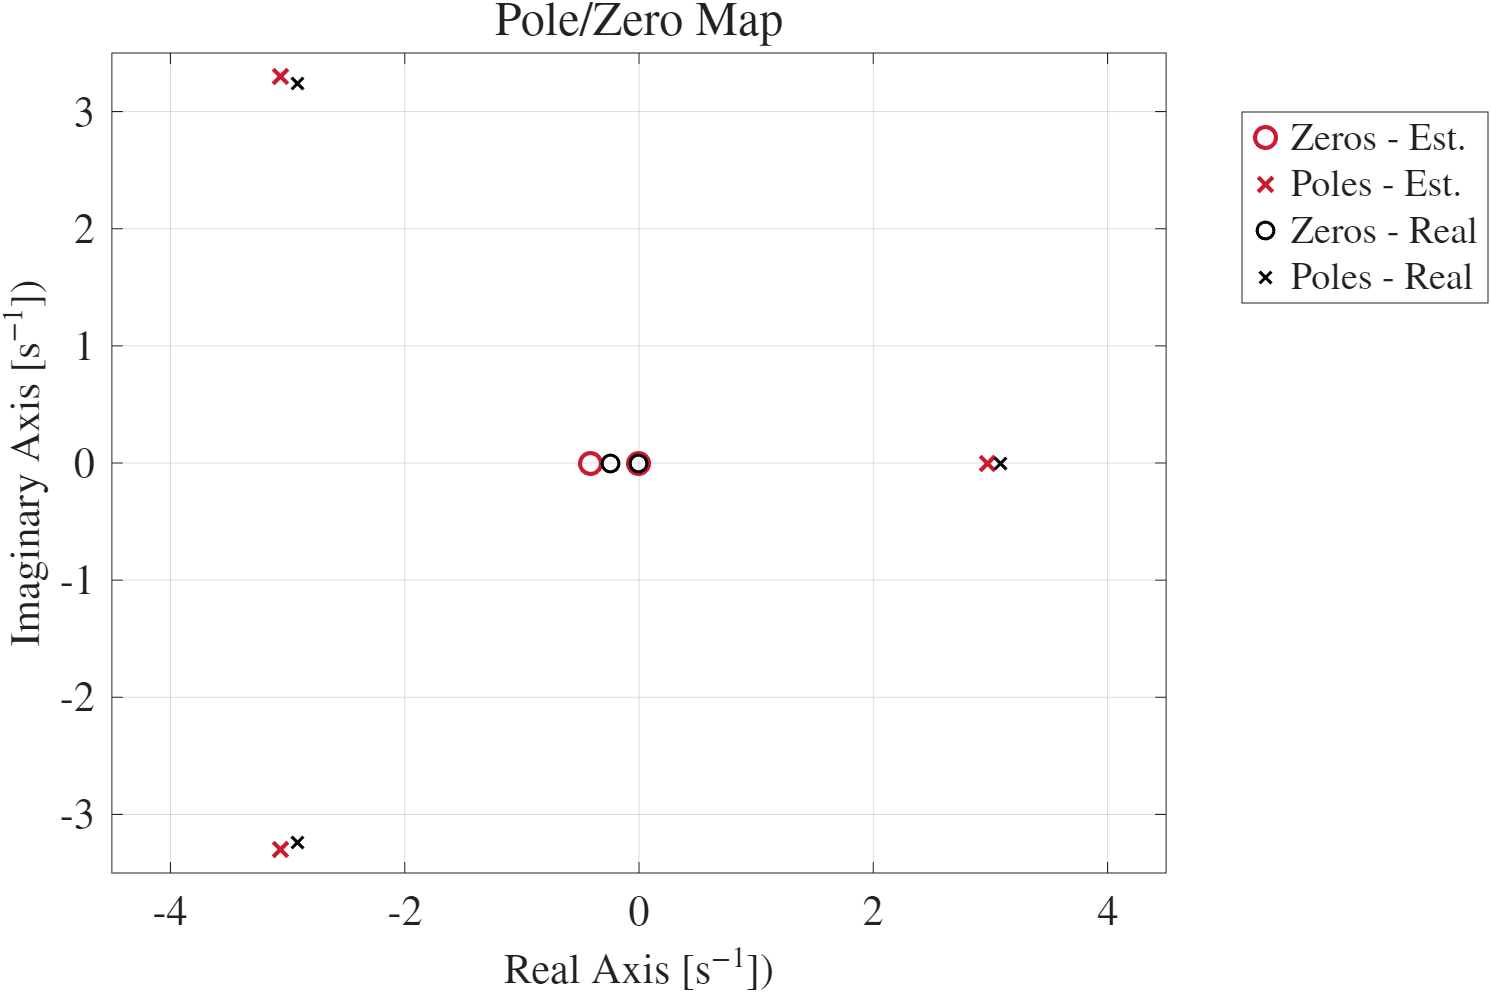 Pole/Zero Map
3
2
1
0
-1
-2
-3
Imaginary Axis [s⁻¹])
-4
-2
0
2
4
Real Axis [s⁻¹])
Zeros - Est.
Poles - Est.
Zeros - Real
Poles - Real